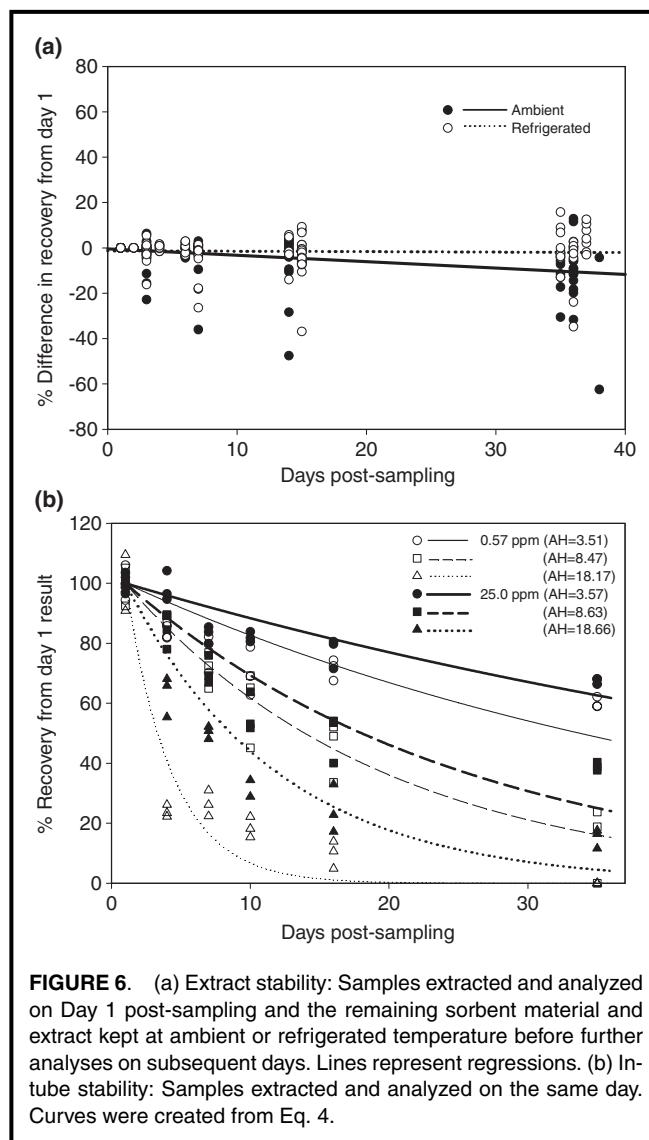 (a)
% Difference in recovery from day 1
80
60
40
20
0
-20
-40
-60
-80
Ambient
Refrigerated
0 10 20 30 40
Days post-sampling
(b)
% Recovery from day 1 result
120
100
80
60
40
20
0
0.57 ppm (AH=3.51)
(AH=8.47)
(AH=18.17)
25.0 ppm (AH=3.57)
(AH=8.63)
(AH=18.66)
0 10 20 30
Days post-sampling
FIGURE 6. (a) Extract stability: Samples extracted and analyzed
on Day 1 post-sampling and the remaining sorbent material and
extract kept at ambient or refrigerated temperature before further
analyses on subsequent days. Lines represent regressions. (b) In-
tube stability: Samples extracted and analyzed on the same day.
Curves were created from Eq. 4.